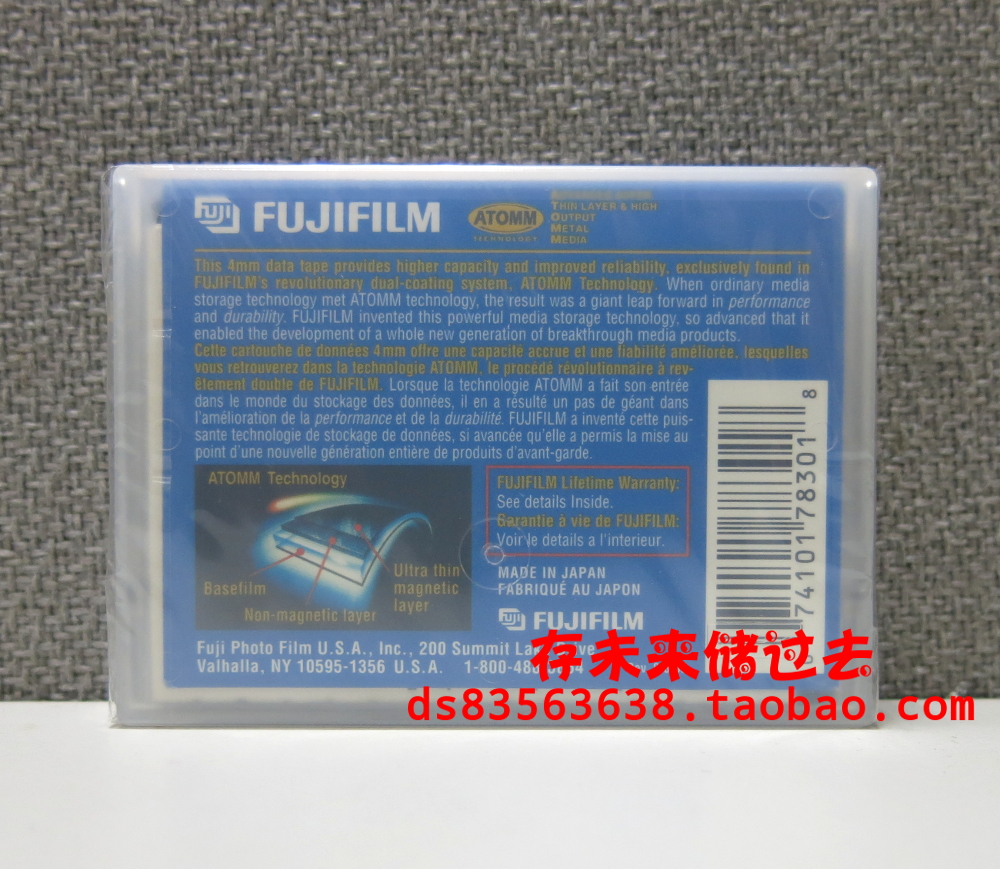 FUJI FUJIFILM
ATOMM
TECHNOLOGY
ADVANCED SUPER
THIN LAYER & HIGH
OUTPUT
METAL
MEDIA
This 4mm data tape provides higher capacity and improved reliability, exclusively found in
FUJIFILM's revolutionary dual-coating system, ATOMM Technology. When ordinary media
storage technology met ATOMM technology, the result was a giant leap forward in performance
and durability. FUJIFILM invented this powerful media storage technology, so advanced that it
enabled the development of a whole new generation of breakthrough media products.
Cette cartouche de données 4mm offre une capacité accrue et une fiabilité améliorée, lesquelles
vous retrouverez dans la technologie ATOMM, le procédé révolutionnaire à rev-
êtement double de FUJIFILM. Lorsque la technologie ATOMM a fait son entrée
dans le monde du stockage des données, il en a résulté un pas de géant dans
l'amélioration de la performance et de la durabilité. FUJIFILM à inventé cette puis-
sante technologie de stockage de données, si avancée qu'elle a permis la mise au
point d'une nouvelle génération entière de produits d'avant-garde.
ATOMM Technology
Basefilm
Non-magnetic layer
Ultra thin
magnetic
layer
FUJIFILM Lifetime Warranty:
See details Inside.
Garantie à vie de FUJIFILM:
Voir le details a l'interieur.
MADE IN JAPAN
FABRIQUÉ AU JAPON
FUJI FUJIFILM
Fuji Photo Film U.S.A., Inc., 200 Summit
Valhalla, NY 10595-1356 U.S.A. 1-800-
74101 78301 8
存未来储过去
ds83563638.taobao.com